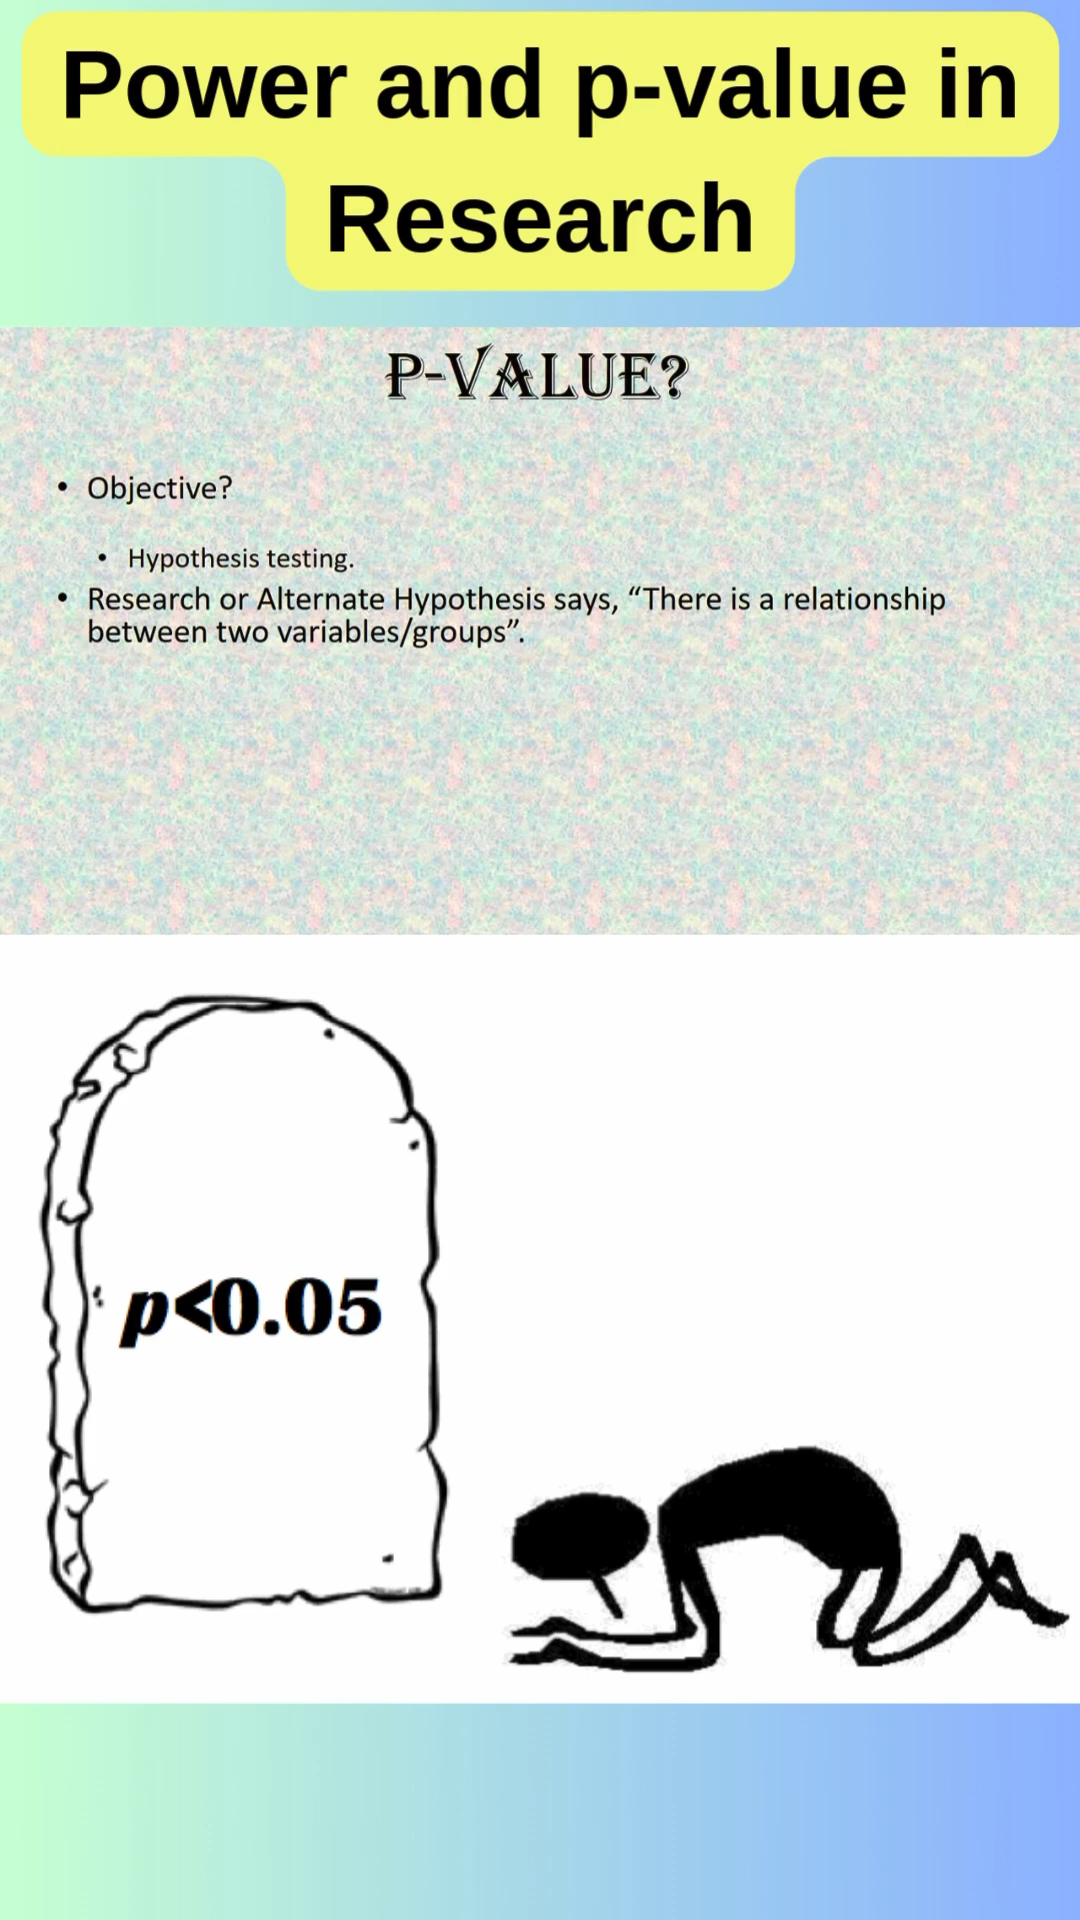 Power and p-value in
Research
P-VALUE?
• Objective?
• Hypothesis testing.
• Research or Alternate Hypothesis says, “There is a relationship
between two variables/groups”.
p<0.05